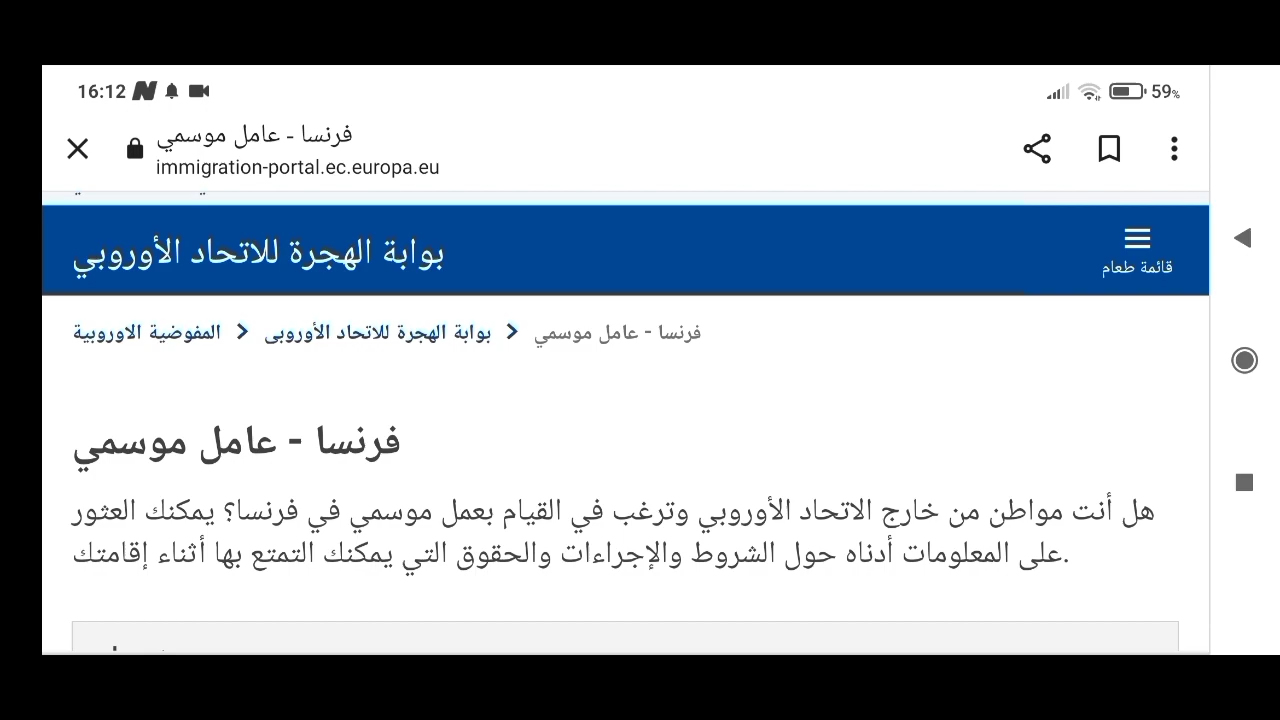 16:12
59%
فرنسا - عامل موسمي
immigration-portal.ec.europa.eu
بوابة الهجرة للاتحاد الأوروبي
قائمة طعام
المفوضية الاوروبية > بوابة الهجرة للاتحاد الأوروبى > فرنسا - عامل موسمي
فرنسا - عامل موسمي
هل أنت مواطن من خارج الاتحاد الأوروبي وترغب في القيام بعمل موسمي في فرنسا؟ يمكنك العثور
على المعلومات أدناه حول الشروط والإجراءات والحقوق التي يمكنك التمتع بها أثناء إقامتك.